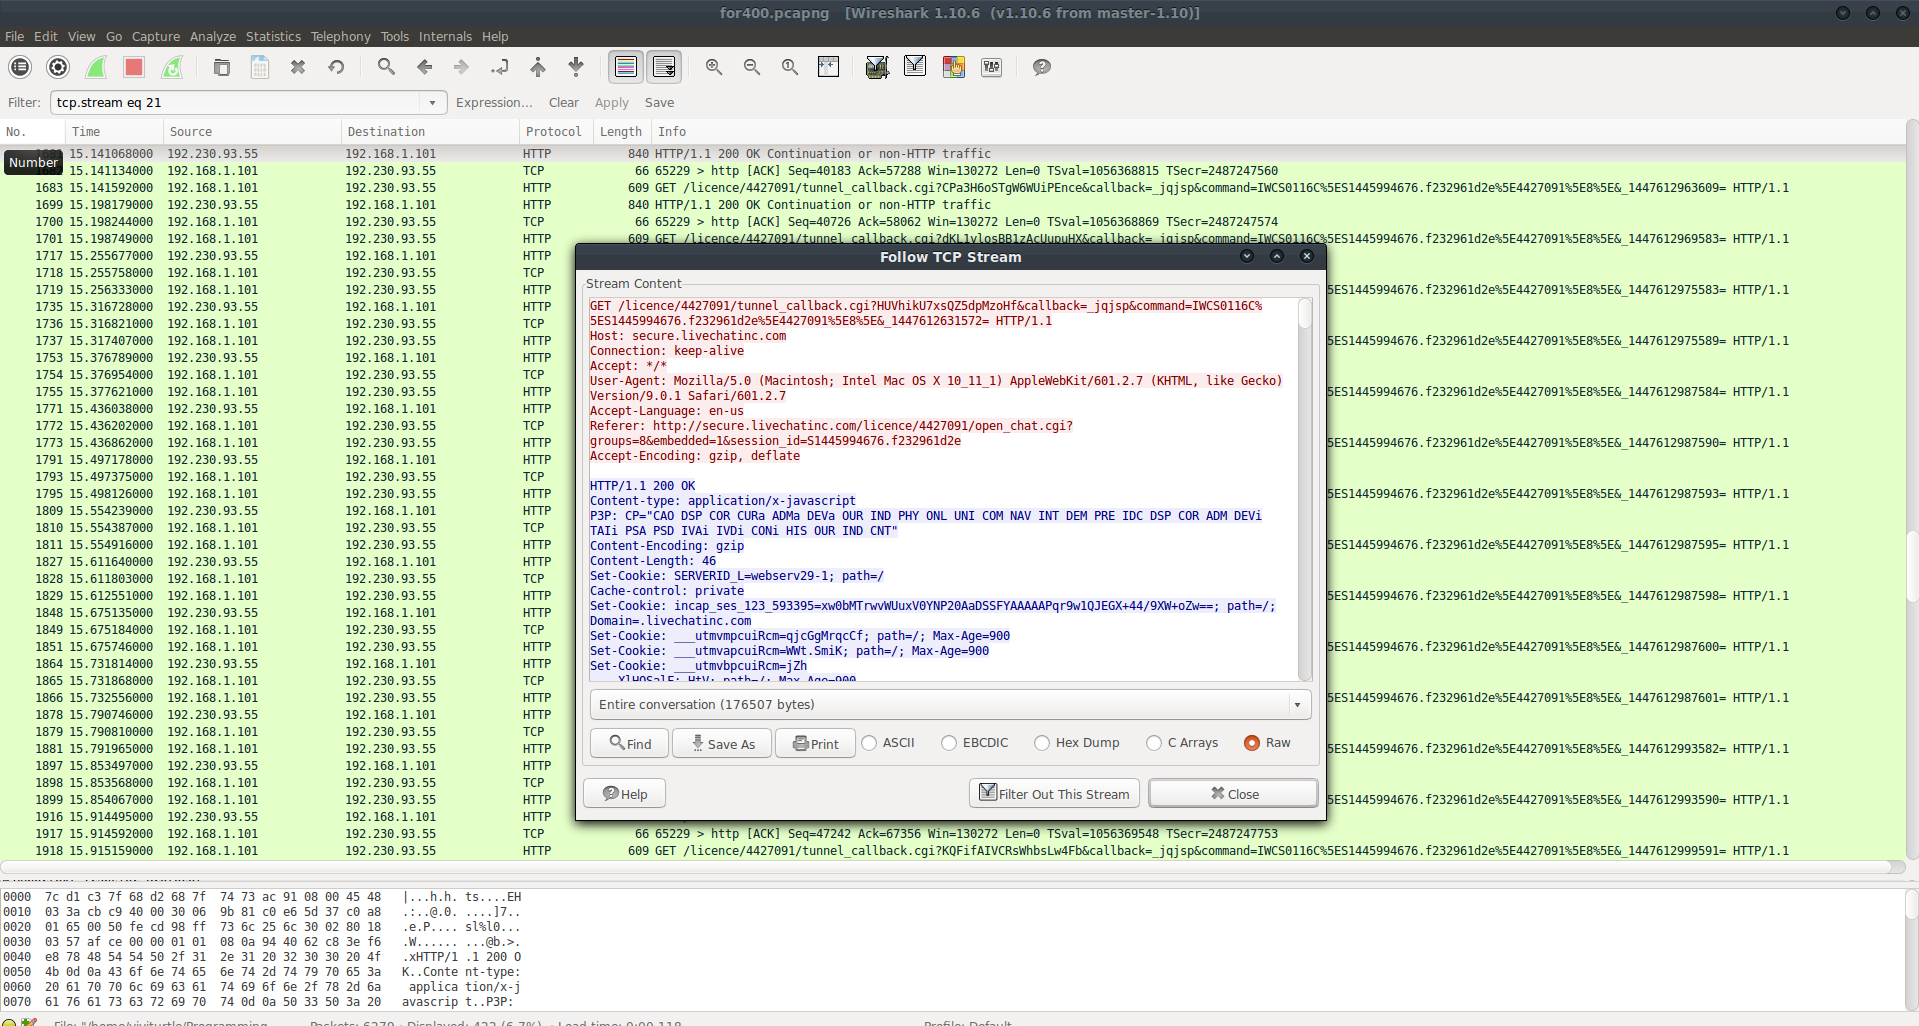 for400.pcapng   [Wireshark 1.10.6  (v1.10.6 from master-1.10)]
File Edit View Go Capture Analyze Statistics Telephony Tools Internals Help
Filter: tcp.stream eq 21 Expression... Clear Apply Save
No. Time Source Destination Protocol Length Info
15.141068000 192.230.93.55 192.168.1.101 HTTP 840 HTTP/1.1 200 OK Continuation or non-HTTP traffic
Number
15.141134000 192.168.1.101 192.230.93.55 TCP 66 65229 > http [ACK] Seq=40183 Ack=57288 Win=130272 Len=0 TSval=1056368815 TSecr=2487247560
1683 15.141592000 192.168.1.101 192.230.93.55 HTTP 609 GET /licence/4427091/tunnel_callback.cgi?CPa3H6oSTgW6WUiPEnce&callback=_jqjsp&command=IWCS0116C%5ES1445994676.f232961d2e%5E4427091%5E8%5E&_1447612963609= HTTP/1.1
1699 15.198179000 192.230.93.55 192.168.1.101 HTTP 840 HTTP/1.1 200 OK Continuation or non-HTTP traffic
1700 15.198244000 192.168.1.101 192.230.93.55 TCP 66 65229 > http [ACK] Seq=40726 Ack=58062 Win=130272 Len=0 TSval=1056368869 TSecr=2487247574
1701 15.198749000 192.168.1.101 192.230.93.55 HTTP 609 GET /licence/4427091/tunnel_callback.cgi?dKL1ylosBB1zAcUupuHX&callback=_jqjsp&command=IWCS0116C%5ES1445994676.f232961d2e%5E4427091%5E8%5E&_1447612969583= HTTP/1.1
1717 15.255677000 192.230.93.55 192.168.1.101 HTTP
1718 15.255758000 192.168.1.101 192.230.93.55 TCP
1719 15.256333000 192.168.1.101 192.230.93.55 HTTP 5ES1445994676.f232961d2e%5E4427091%5E8%5E&_1447612975583= HTTP/1.1
1735 15.316728000 192.230.93.55 192.168.1.101 HTTP
1736 15.316821000 192.168.1.101 192.230.93.55 TCP
1737 15.317407000 192.168.1.101 192.230.93.55 HTTP 5ES1445994676.f232961d2e%5E4427091%5E8%5E&_1447612975589= HTTP/1.1
1753 15.376789000 192.230.93.55 192.168.1.101 HTTP
1754 15.376954000 192.168.1.101 192.230.93.55 TCP
1755 15.377621000 192.168.1.101 192.230.93.55 HTTP 5ES1445994676.f232961d2e%5E4427091%5E8%5E&_1447612987584= HTTP/1.1
1771 15.436038000 192.230.93.55 192.168.1.101 HTTP
1772 15.436202000 192.168.1.101 192.230.93.55 TCP
1773 15.436862000 192.168.1.101 192.230.93.55 HTTP 5ES1445994676.f232961d2e%5E4427091%5E8%5E&_1447612987590= HTTP/1.1
1791 15.497178000 192.230.93.55 192.168.1.101 HTTP
1793 15.497375000 192.168.1.101 192.230.93.55 TCP
1795 15.498126000 192.168.1.101 192.230.93.55 HTTP 5ES1445994676.f232961d2e%5E4427091%5E8%5E&_1447612987593= HTTP/1.1
1809 15.554239000 192.230.93.55 192.168.1.101 HTTP
1810 15.554387000 192.168.1.101 192.230.93.55 TCP
1811 15.554916000 192.168.1.101 192.230.93.55 HTTP 5ES1445994676.f232961d2e%5E4427091%5E8%5E&_1447612987595= HTTP/1.1
1827 15.611640000 192.230.93.55 192.168.1.101 HTTP
1828 15.611803000 192.168.1.101 192.230.93.55 TCP
1829 15.612551000 192.168.1.101 192.230.93.55 HTTP 5ES1445994676.f232961d2e%5E4427091%5E8%5E&_1447612987598= HTTP/1.1
1848 15.675135000 192.230.93.55 192.168.1.101 HTTP
1849 15.675184000 192.168.1.101 192.230.93.55 TCP
1851 15.675746000 192.168.1.101 192.230.93.55 HTTP 5ES1445994676.f232961d2e%5E4427091%5E8%5E&_1447612987600= HTTP/1.1
1864 15.731814000 192.230.93.55 192.168.1.101 HTTP
1865 15.731868000 192.168.1.101 192.230.93.55 TCP
1866 15.732556000 192.168.1.101 192.230.93.55 HTTP 5ES1445994676.f232961d2e%5E4427091%5E8%5E&_1447612987601= HTTP/1.1
1878 15.790746000 192.230.93.55 192.168.1.101 HTTP
1879 15.790810000 192.168.1.101 192.230.93.55 TCP
1881 15.791965000 192.168.1.101 192.230.93.55 HTTP 5ES1445994676.f232961d2e%5E4427091%5E8%5E&_1447612993582= HTTP/1.1
1897 15.853497000 192.230.93.55 192.168.1.101 HTTP
1898 15.853568000 192.168.1.101 192.230.93.55 TCP
1899 15.854067000 192.168.1.101 192.230.93.55 HTTP 5ES1445994676.f232961d2e%5E4427091%5E8%5E&_1447612993590= HTTP/1.1
1916 15.914495000 192.230.93.55 192.168.1.101 HTTP
1917 15.914592000 192.168.1.101 192.230.93.55 TCP 66 65229 > http [ACK] Seq=47242 Ack=67356 Win=130272 Len=0 TSval=1056369548 TSecr=2487247753
1918 15.915159000 192.168.1.101 192.230.93.55 HTTP 609 GET /licence/4427091/tunnel_callback.cgi?KQFifAIVCRsWhbsLw4Fb&callback=_jqjsp&command=IWCS0116C%5ES1445994676.f232961d2e%5E4427091%5E8%5E&_1447612999591= HTTP/1.1
Follow TCP Stream
Stream Content
GET /licence/4427091/tunnel_callback.cgi?HUVhikU7xsQZ5dpMzoHf&callback=_jqjsp&command=IWCS0116C%
5ES1445994676.f232961d2e%5E4427091%5E8%5E&_1447612631572= HTTP/1.1
Host: secure.livechatinc.com
Connection: keep-alive
Accept: */*
User-Agent: Mozilla/5.0 (Macintosh; Intel Mac OS X 10_11_1) AppleWebKit/601.2.7 (KHTML, like Gecko)
Version/9.0.1 Safari/601.2.7
Accept-Language: en-us
Referer: http://secure.livechatinc.com/licence/4427091/open_chat.cgi?
groups=8&embedded=1&session_id=S1445994676.f232961d2e
Accept-Encoding: gzip, deflate
HTTP/1.1 200 OK
Content-type: application/x-javascript
P3P: CP="CAO DSP COR CURa ADMa DEVa OUR IND PHY ONL UNI COM NAV INT DEM PRE IDC DSP COR ADM DEVi
TAIi PSA PSD IVAi IVDi CONi HIS OUR IND CNT"
Content-Encoding: gzip
Content-Length: 46
Set-Cookie: SERVERID_L=webserv29-1; path=/
Cache-control: private
Set-Cookie: incap_ses_123_593395=xw0bMTrwvWUuxV0YNP20AaDSSFYAAAAAPqr9w1QJEGX+44/9XW+oZw==; path=/;
Domain=.livechatinc.com
Set-Cookie: ___utmvmpcuiRcm=qjcGgMrqcCf; path=/; Max-Age=900
Set-Cookie: ___utmvapcuiRcm=WWt.SmiK; path=/; Max-Age=900
Set-Cookie: ___utmvbpcuiRcm=jZh
XlHOSalF: HtV; path=/; Max-Age=900
Entire conversation (176507 bytes)
Find Save As Print ASCII EBCDIC Hex Dump C Arrays Raw
Help Filter Out This Stream Close
0000 7c d1 c3 7f 68 d2 68 7f 74 73 ac 91 08 00 45 48 |...h.h. ts....EH
0010 03 3a cb c9 40 00 30 06 9b 81 c0 e6 5d 37 c0 a8 .:..@.0. ....]7..
0020 01 65 00 50 fe cd 98 ff 73 6c 25 6c 30 02 80 18 .e.P.... sl%l0...
0030 03 57 af ce 00 00 01 01 08 0a 94 40 62 c8 3e f6 .W...... ...@b.>.
0040 e8 78 48 54 54 50 2f 31 2e 31 20 32 30 30 20 4f .xHTTP/1 .1 200 O
0050 4b 0d 0a 43 6f 6e 74 65 6e 74 2d 74 79 70 65 3a K..Conte nt-type:
0060 20 61 70 70 6c 69 63 61 74 69 6f 6e 2f 78 2d 6a applica tion/x-j
0070 61 76 61 73 63 72 69 70 74 0d 0a 50 33 50 3a 20 avascrip t..P3P:
File: "/home/viviturtle/Programming Packets: 6279 · Displayed: 422 (6.7%) · Load time: 0:00.118 Profile: Default